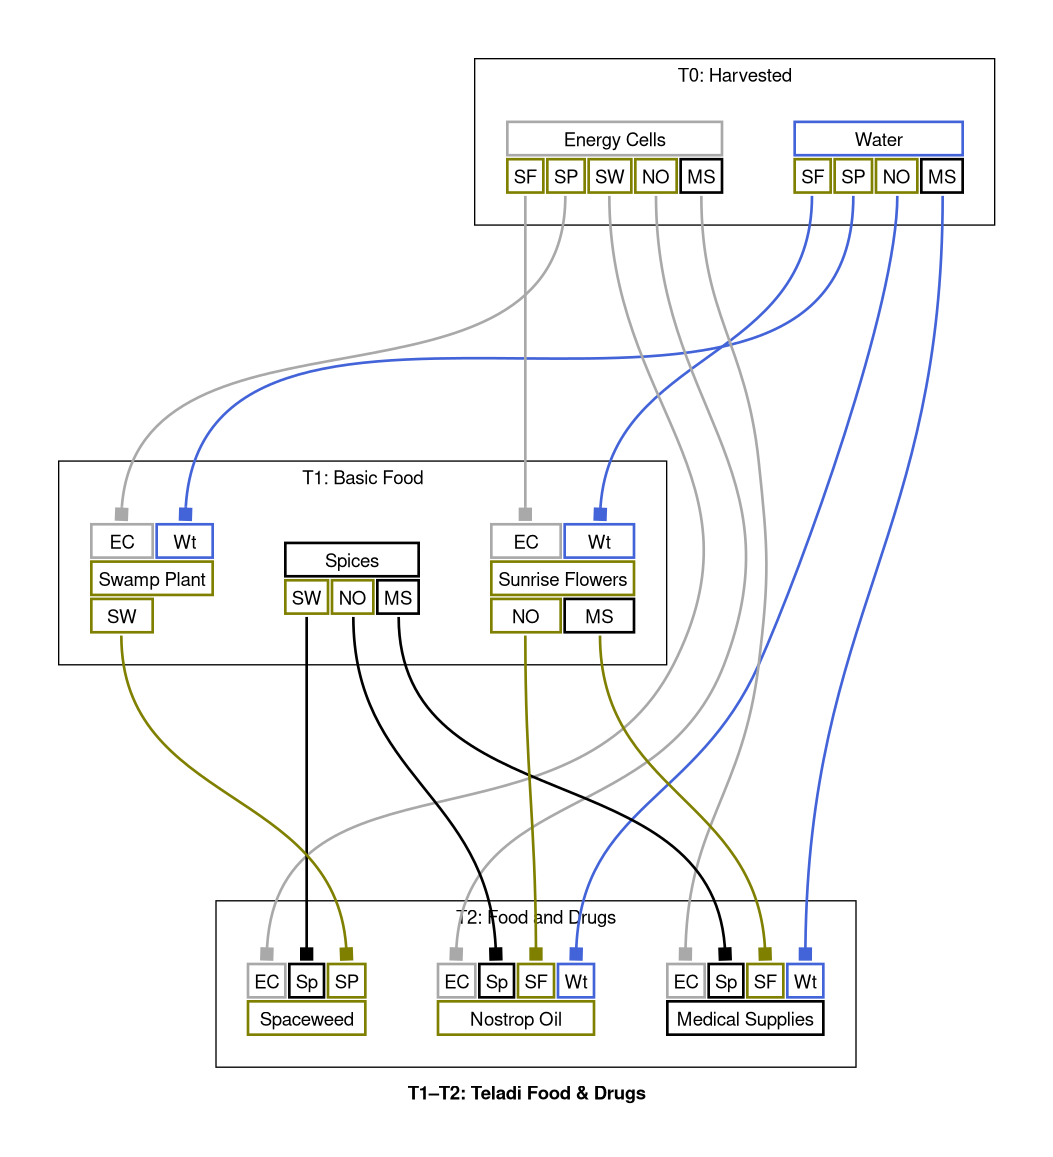 T0: Harvested
Energy Cells
Water
SF SP SW NO MS
SF SP NO MS
T1: Basic Food
EC Wt
Swamp Plant
SW
Spices
SW NO MS
EC Wt
Sunrise Flowers
NO MS
T2: Food and Drugs
EC Sp SP
Spaceweed
EC Sp SF Wt
Nostrop Oil
EC Sp SF Wt
Medical Supplies
T1–T2: Teladi Food & Drugs